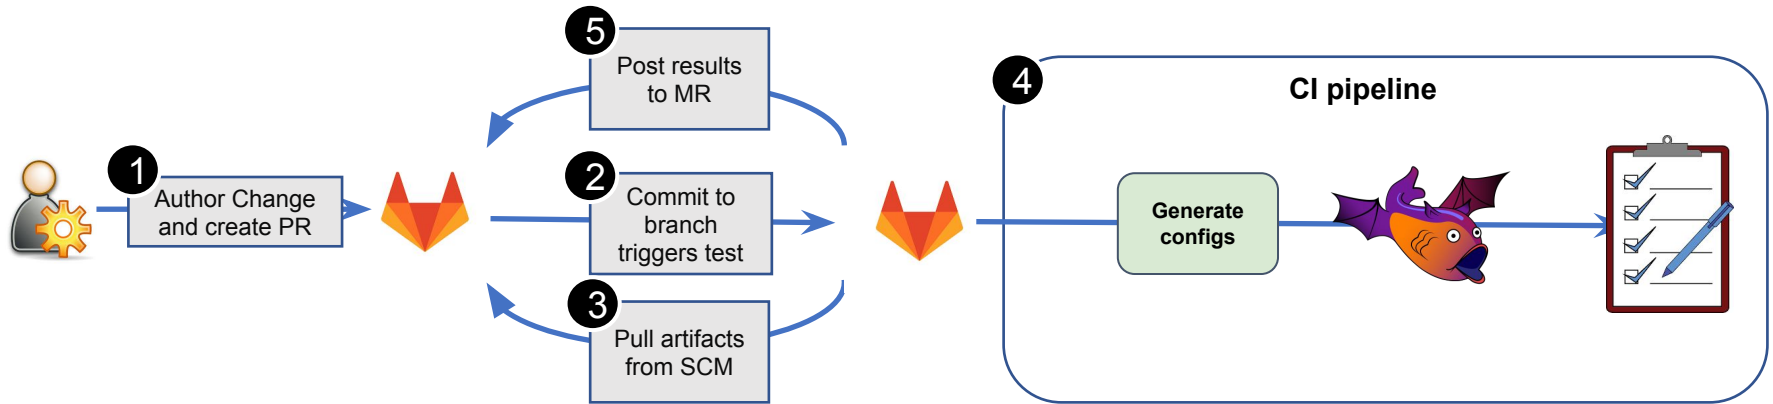 1
Author Change
and create PR
2
Commit to
branch
triggers test
3
Pull artifacts
from SCM
4
CI pipeline
Generate
configs
5
Post results
to MR